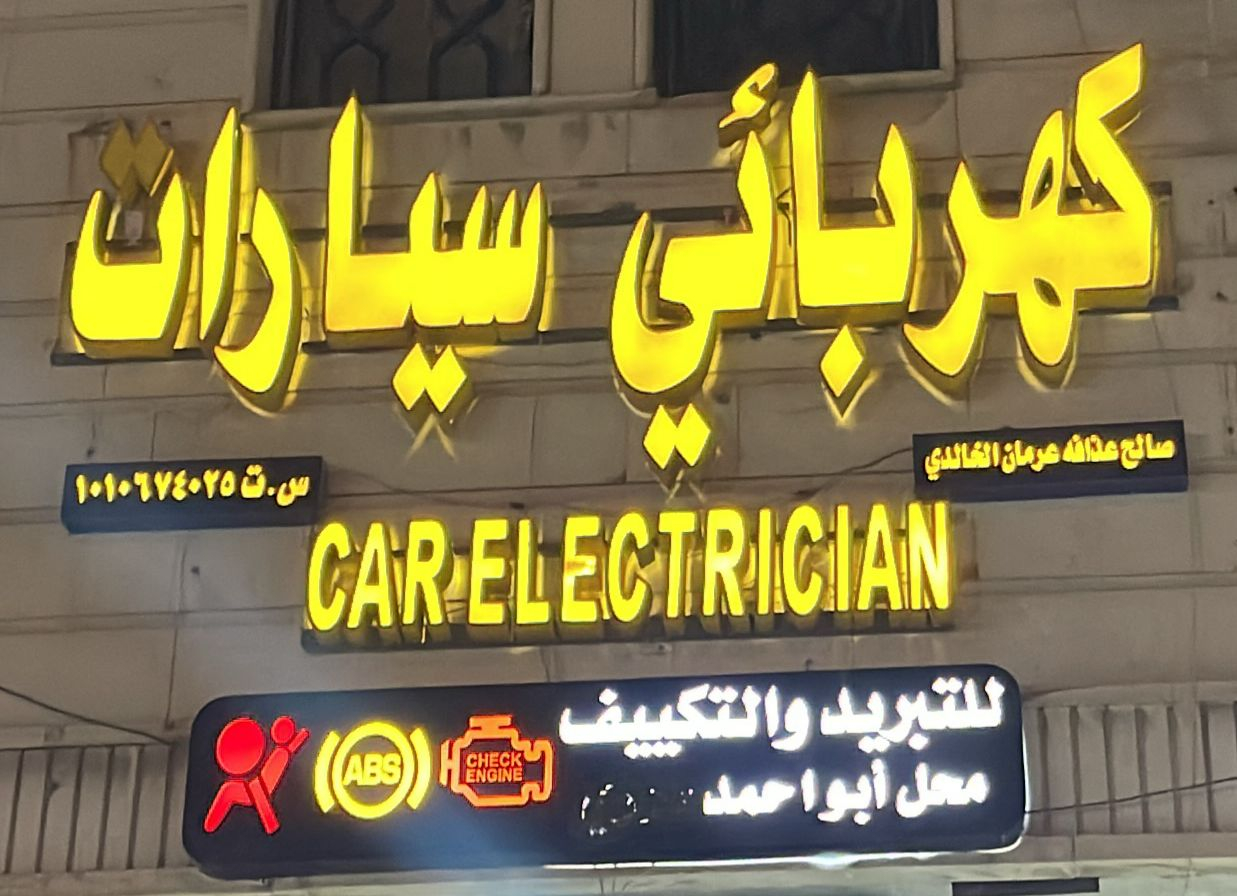 كهربائي سيارات
صالح عذافه عرمان الخالدي
س.ت ١٠١٠٦٧٤٠٢٥
CAR ELECTRICIAN
للتبريد والتكييف
محل أبو احمد
ABS
CHECK
ENGINE